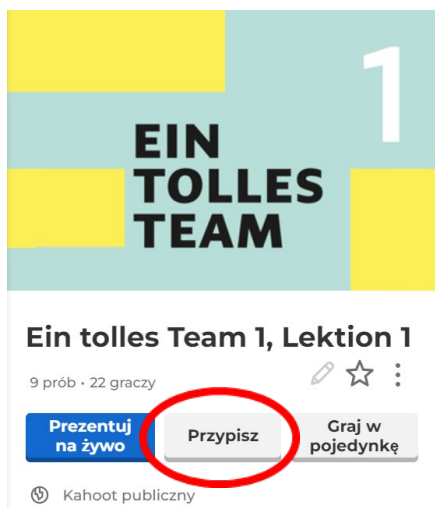 1
EIN
TOLLES
TEAM
Ein tolles Team 1, Lektion 1
9 prób · 22 graczy
Prezentuj
na żywo
Przypisz
Graj w
pojedynkę
Kahoot publiczny